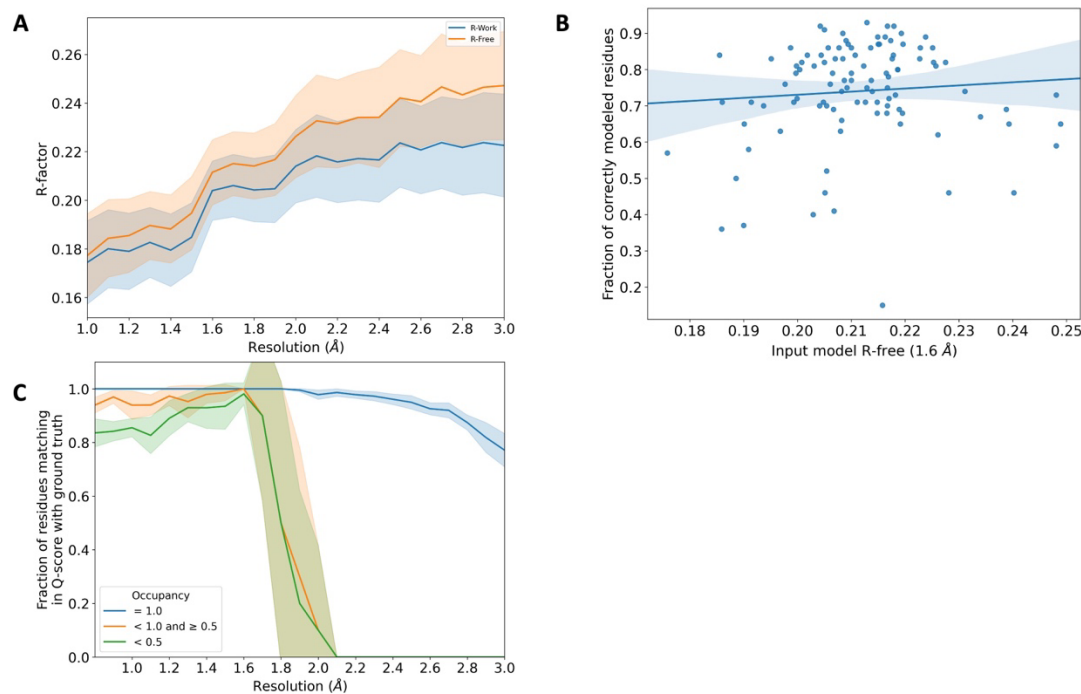 A
R-Work
R-Free
0.26
0.24
0.22
0.20
0.18
0.16
R-factor
1.0 1.2 1.4 1.6 1.8 2.0 2.2 2.4 2.6 2.8 3.0
Resolution (Å)
B
0.9
0.8
0.7
0.6
0.5
0.4
0.3
0.2
Fraction of correctly modeled residues
0.18 0.19 0.20 0.21 0.22 0.23 0.24 0.25
Input model R-free (1.6 Å)
C
1.0
0.8
0.6
0.4
0.2
0.0
Fraction of residues matching
in Q-score with ground truth
Occupancy
= 1.0
< 1.0 and ≥ 0.5
< 0.5
1.0 1.2 1.4 1.6 1.8 2.0 2.2 2.4 2.6 2.8 3.0
Resolution (Å)